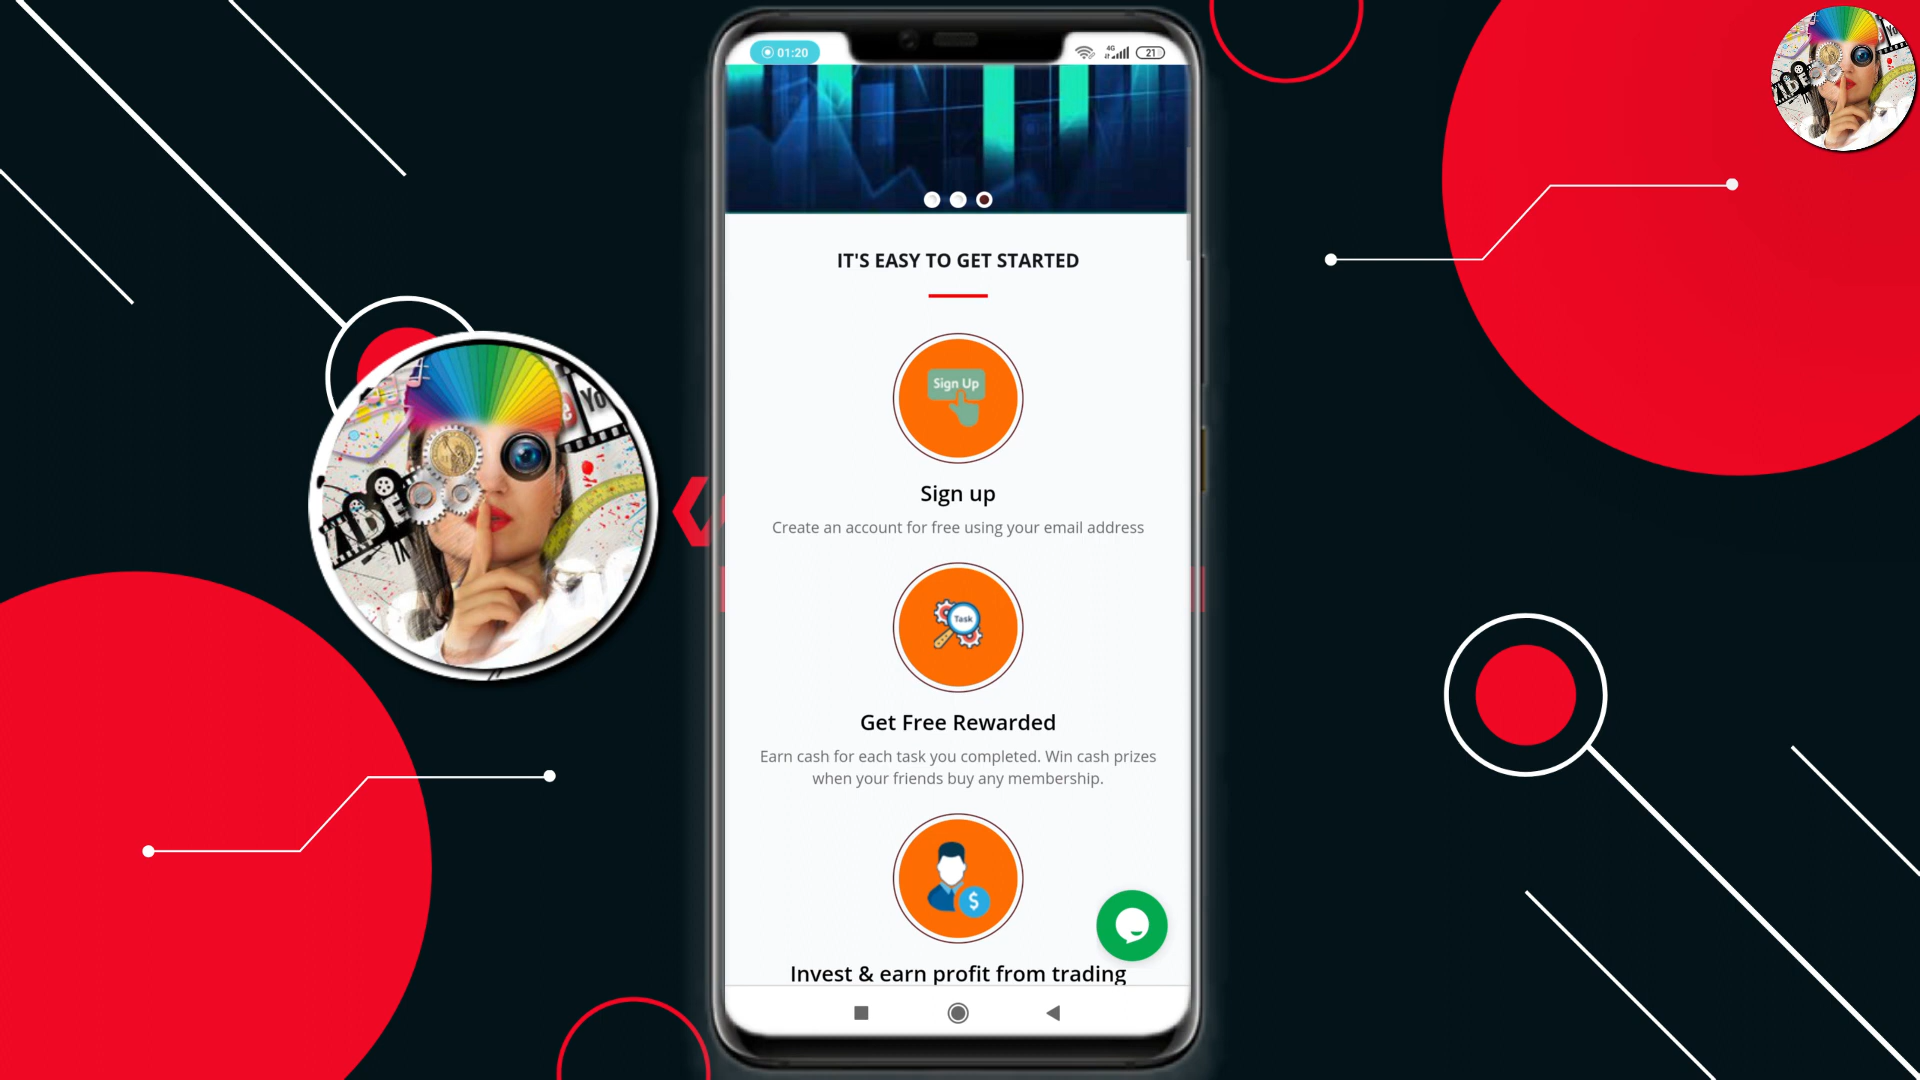 01:20
4G
21
IT'S EASY TO GET STARTED
Sign Up
Sign up
Create an account for free using your email address
Task
Get Free Rewarded
Earn cash for each task you completed. Win cash prizes
when your friends buy any membership.
$
Invest & earn profit from trading